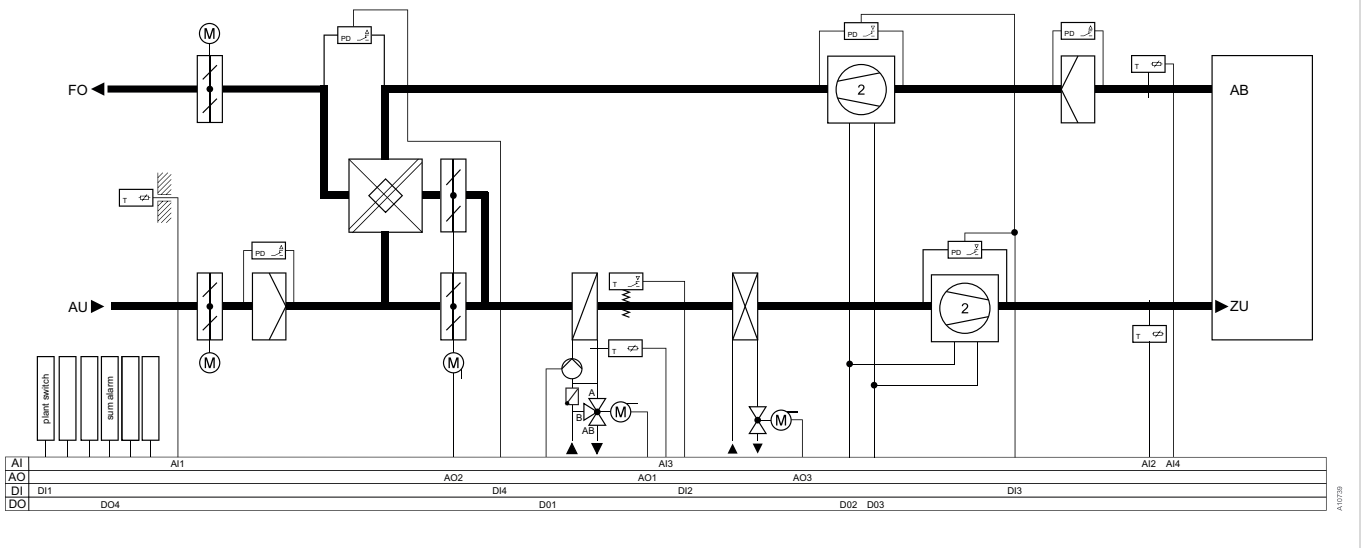 M
PD
PD
PD
T
2
FO
AB
T
PD
PD
T
2
AU
ZU
T
M
M
T
plant switch
sum alarm
A
M
B
M
AB
AI AI1 AI3 AI2 AI4
AO AO2 AO1 AO3
DI DI1 DI4 DI2 DI3
DO DO4 D01 D02 D03
A10739